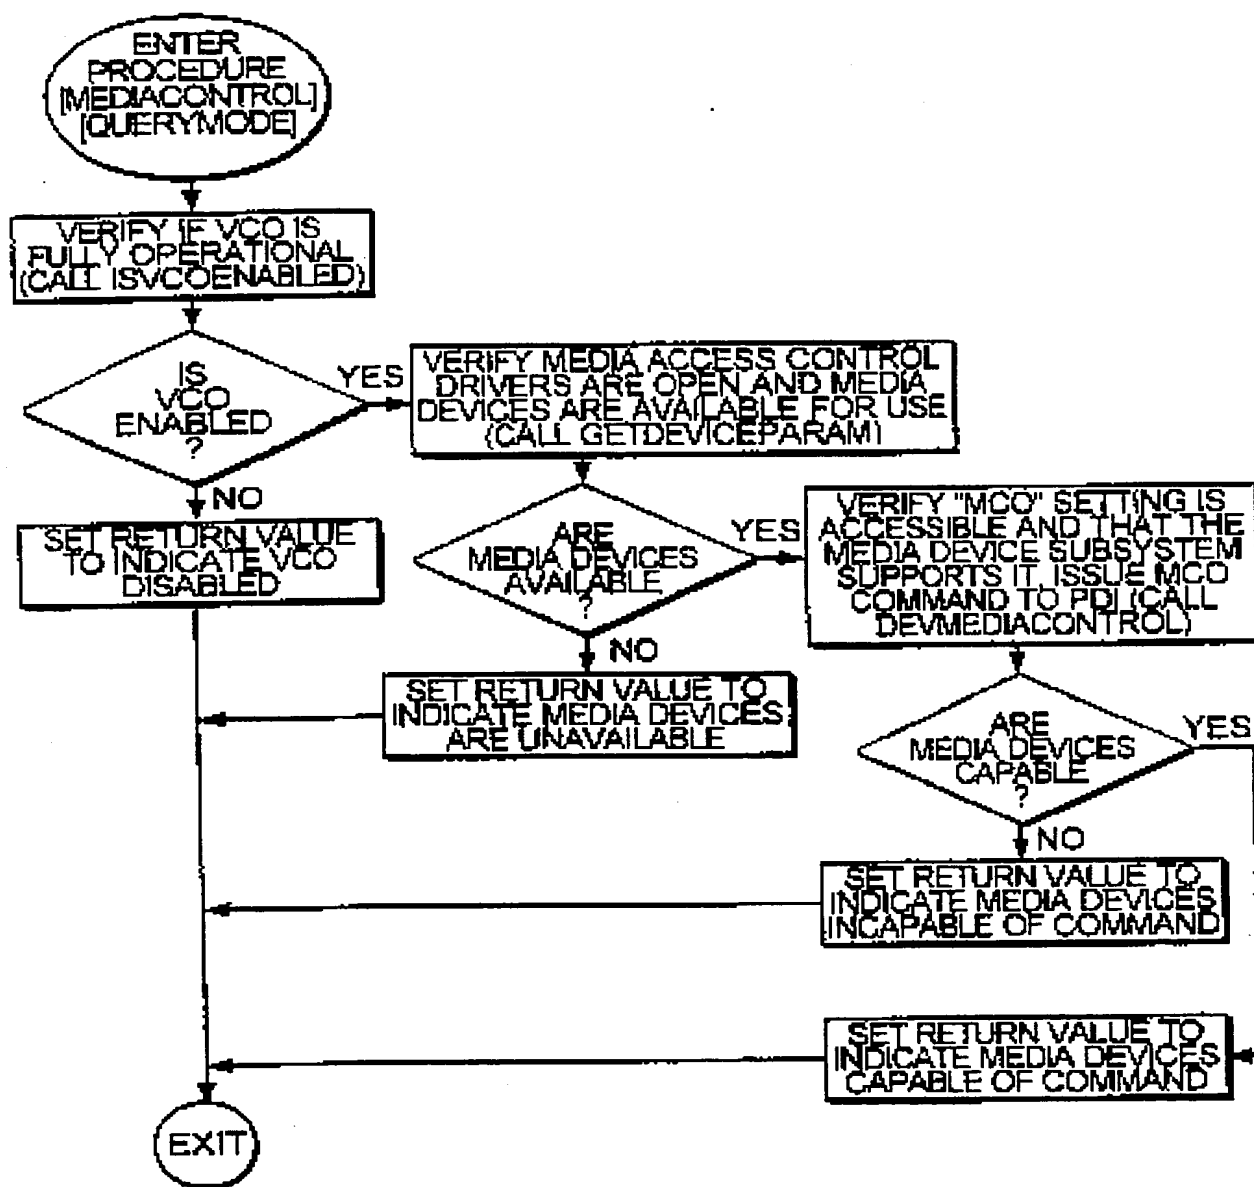 ENTER
PROCEDURE
[MEDIACONTROL]
[QUERYMODE]
VERIFY IF VCO IS
FULLY OPERATIONAL
(CALL ISVCOENABLED)
IS
VCO
ENABLED
?
YES
NO
VERIFY MEDIA ACCESS CONTROL
DRIVERS ARE OPEN AND MEDIA
DEVICES ARE AVAILABLE FOR USE
(CALL GETDEVICEPARAM)
SET RETURN VALUE
TO INDICATE VCO
DISABLED
ARE
MEDIA DEVICES
AVAILABLE
?
YES
NO
VERIFY "MCO" SETTING IS
ACCESSIBLE AND THAT THE
MEDIA DEVICE SUBSYSTEM
SUPPORTS IT, ISSUE MCO
COMMAND TO PDI (CALL
DEVMEDIACONTROL)
SET RETURN VALUE TO
INDICATE MEDIA DEVICES
ARE UNAVAILABLE
ARE
MEDIA DEVICES
CAPABLE
?
YES
NO
SET RETURN VALUE TO
INDICATE MEDIA DEVICES
INCAPABLE OF COMMAND
SET RETURN VALUE TO
INDICATE MEDIA DEVICES
CAPABLE OF COMMAND
EXIT